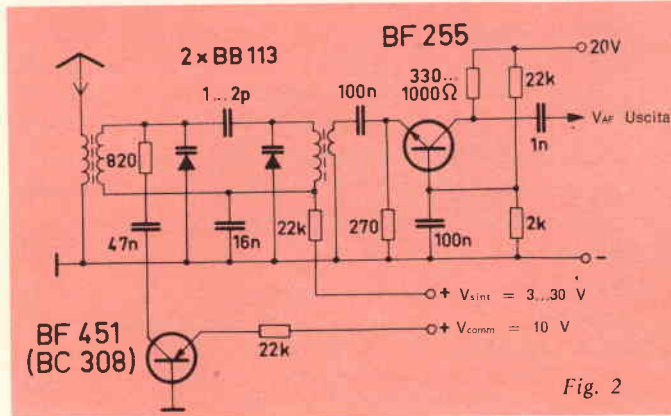 BF 255
2 x BB 113
20V
1...2p
100n
330...
1000Ω
22k
VAF Uscita
1n
820
47n
16n
22k
270
100n
2k
-
+ Vsint = 3...30 V
+ Vcomm = 10 V
BF 451
(BC 308)
22k
Fig. 2